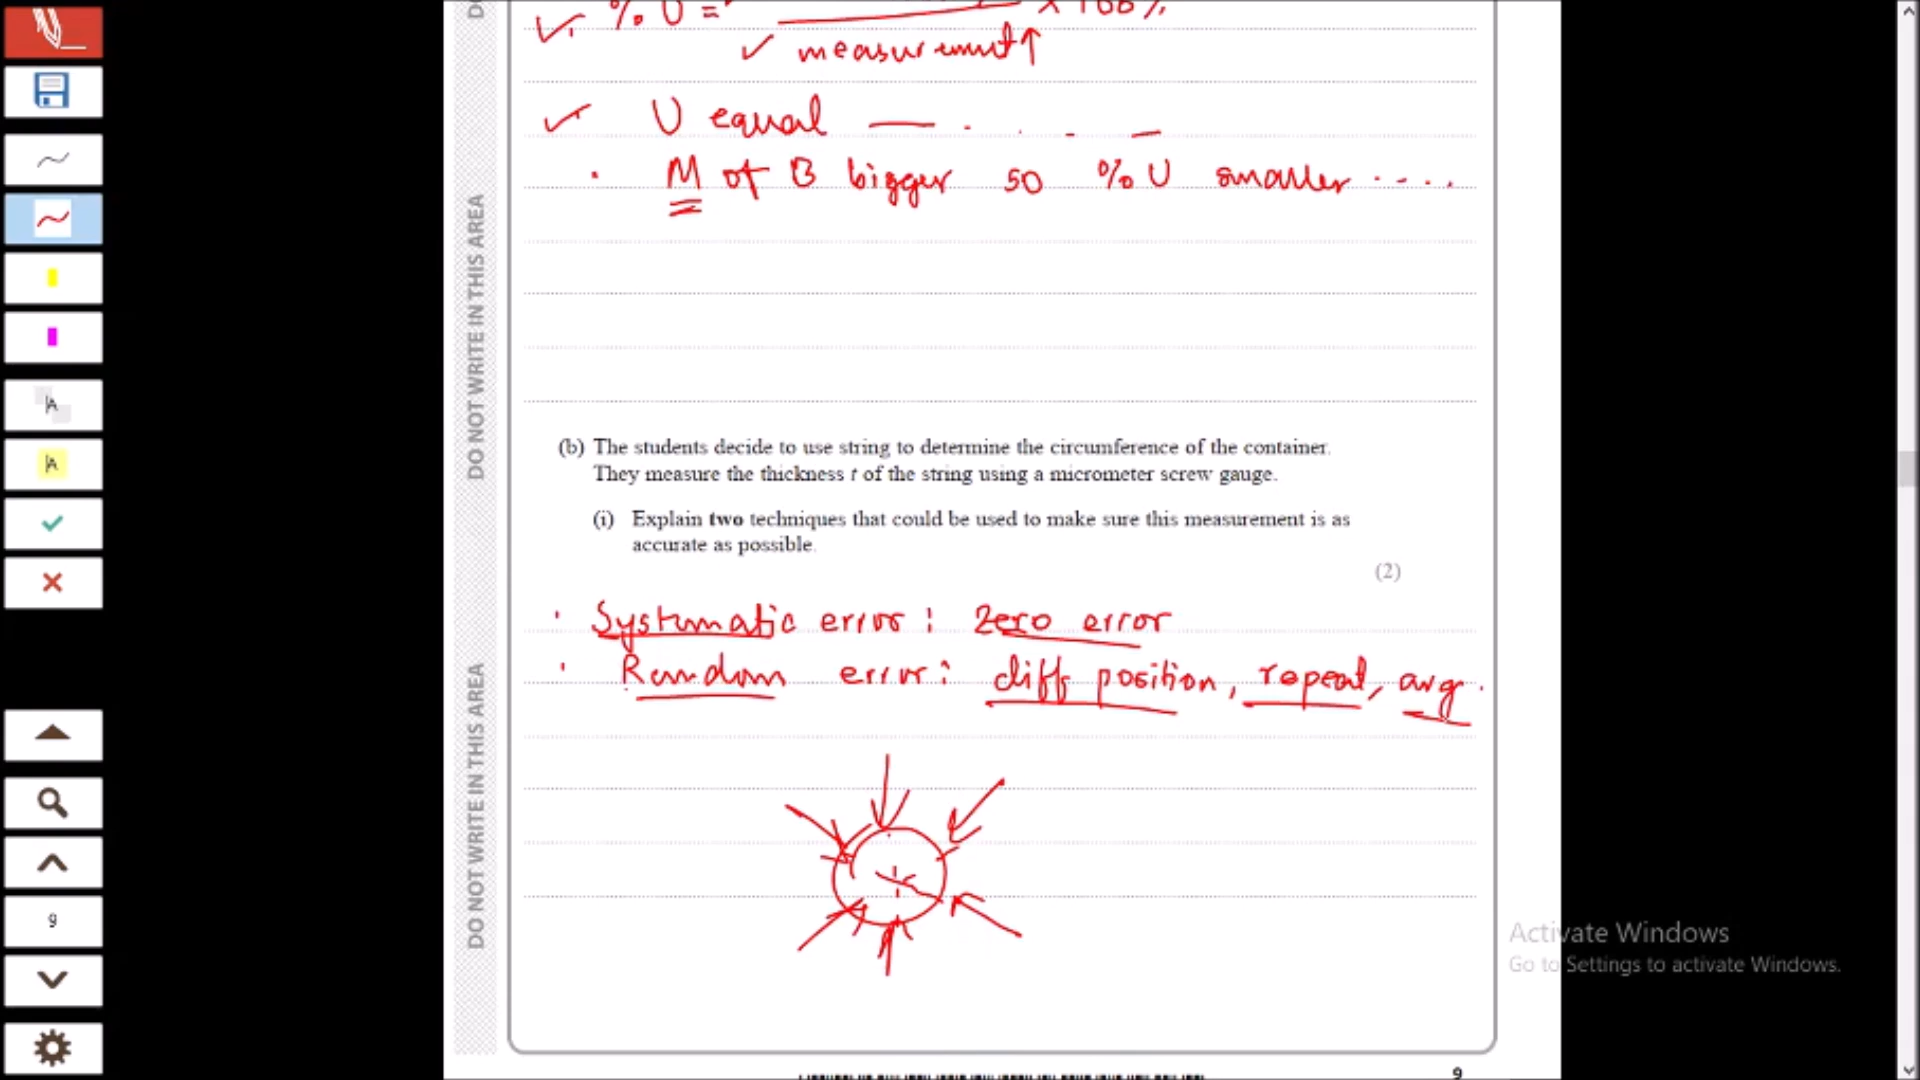 % U = × 100%
measurement↑
U equal — . . . –
· M of B bigger so % U smaller ....
(b) The students decide to use string to determine the circumference of the container.
They measure the thickness t of the string using a micrometer screw gauge.
(i) Explain two techniques that could be used to make sure this measurement is as
accurate as possible.
(2)
· Systematic error: Zero error
· Random error: diff position, repeat, avg.
DO NOT WRITE IN THIS AREA
DO NOT WRITE IN THIS AREA
DO
A
A
9
Activate Windows
Go to Settings to activate Windows.
9